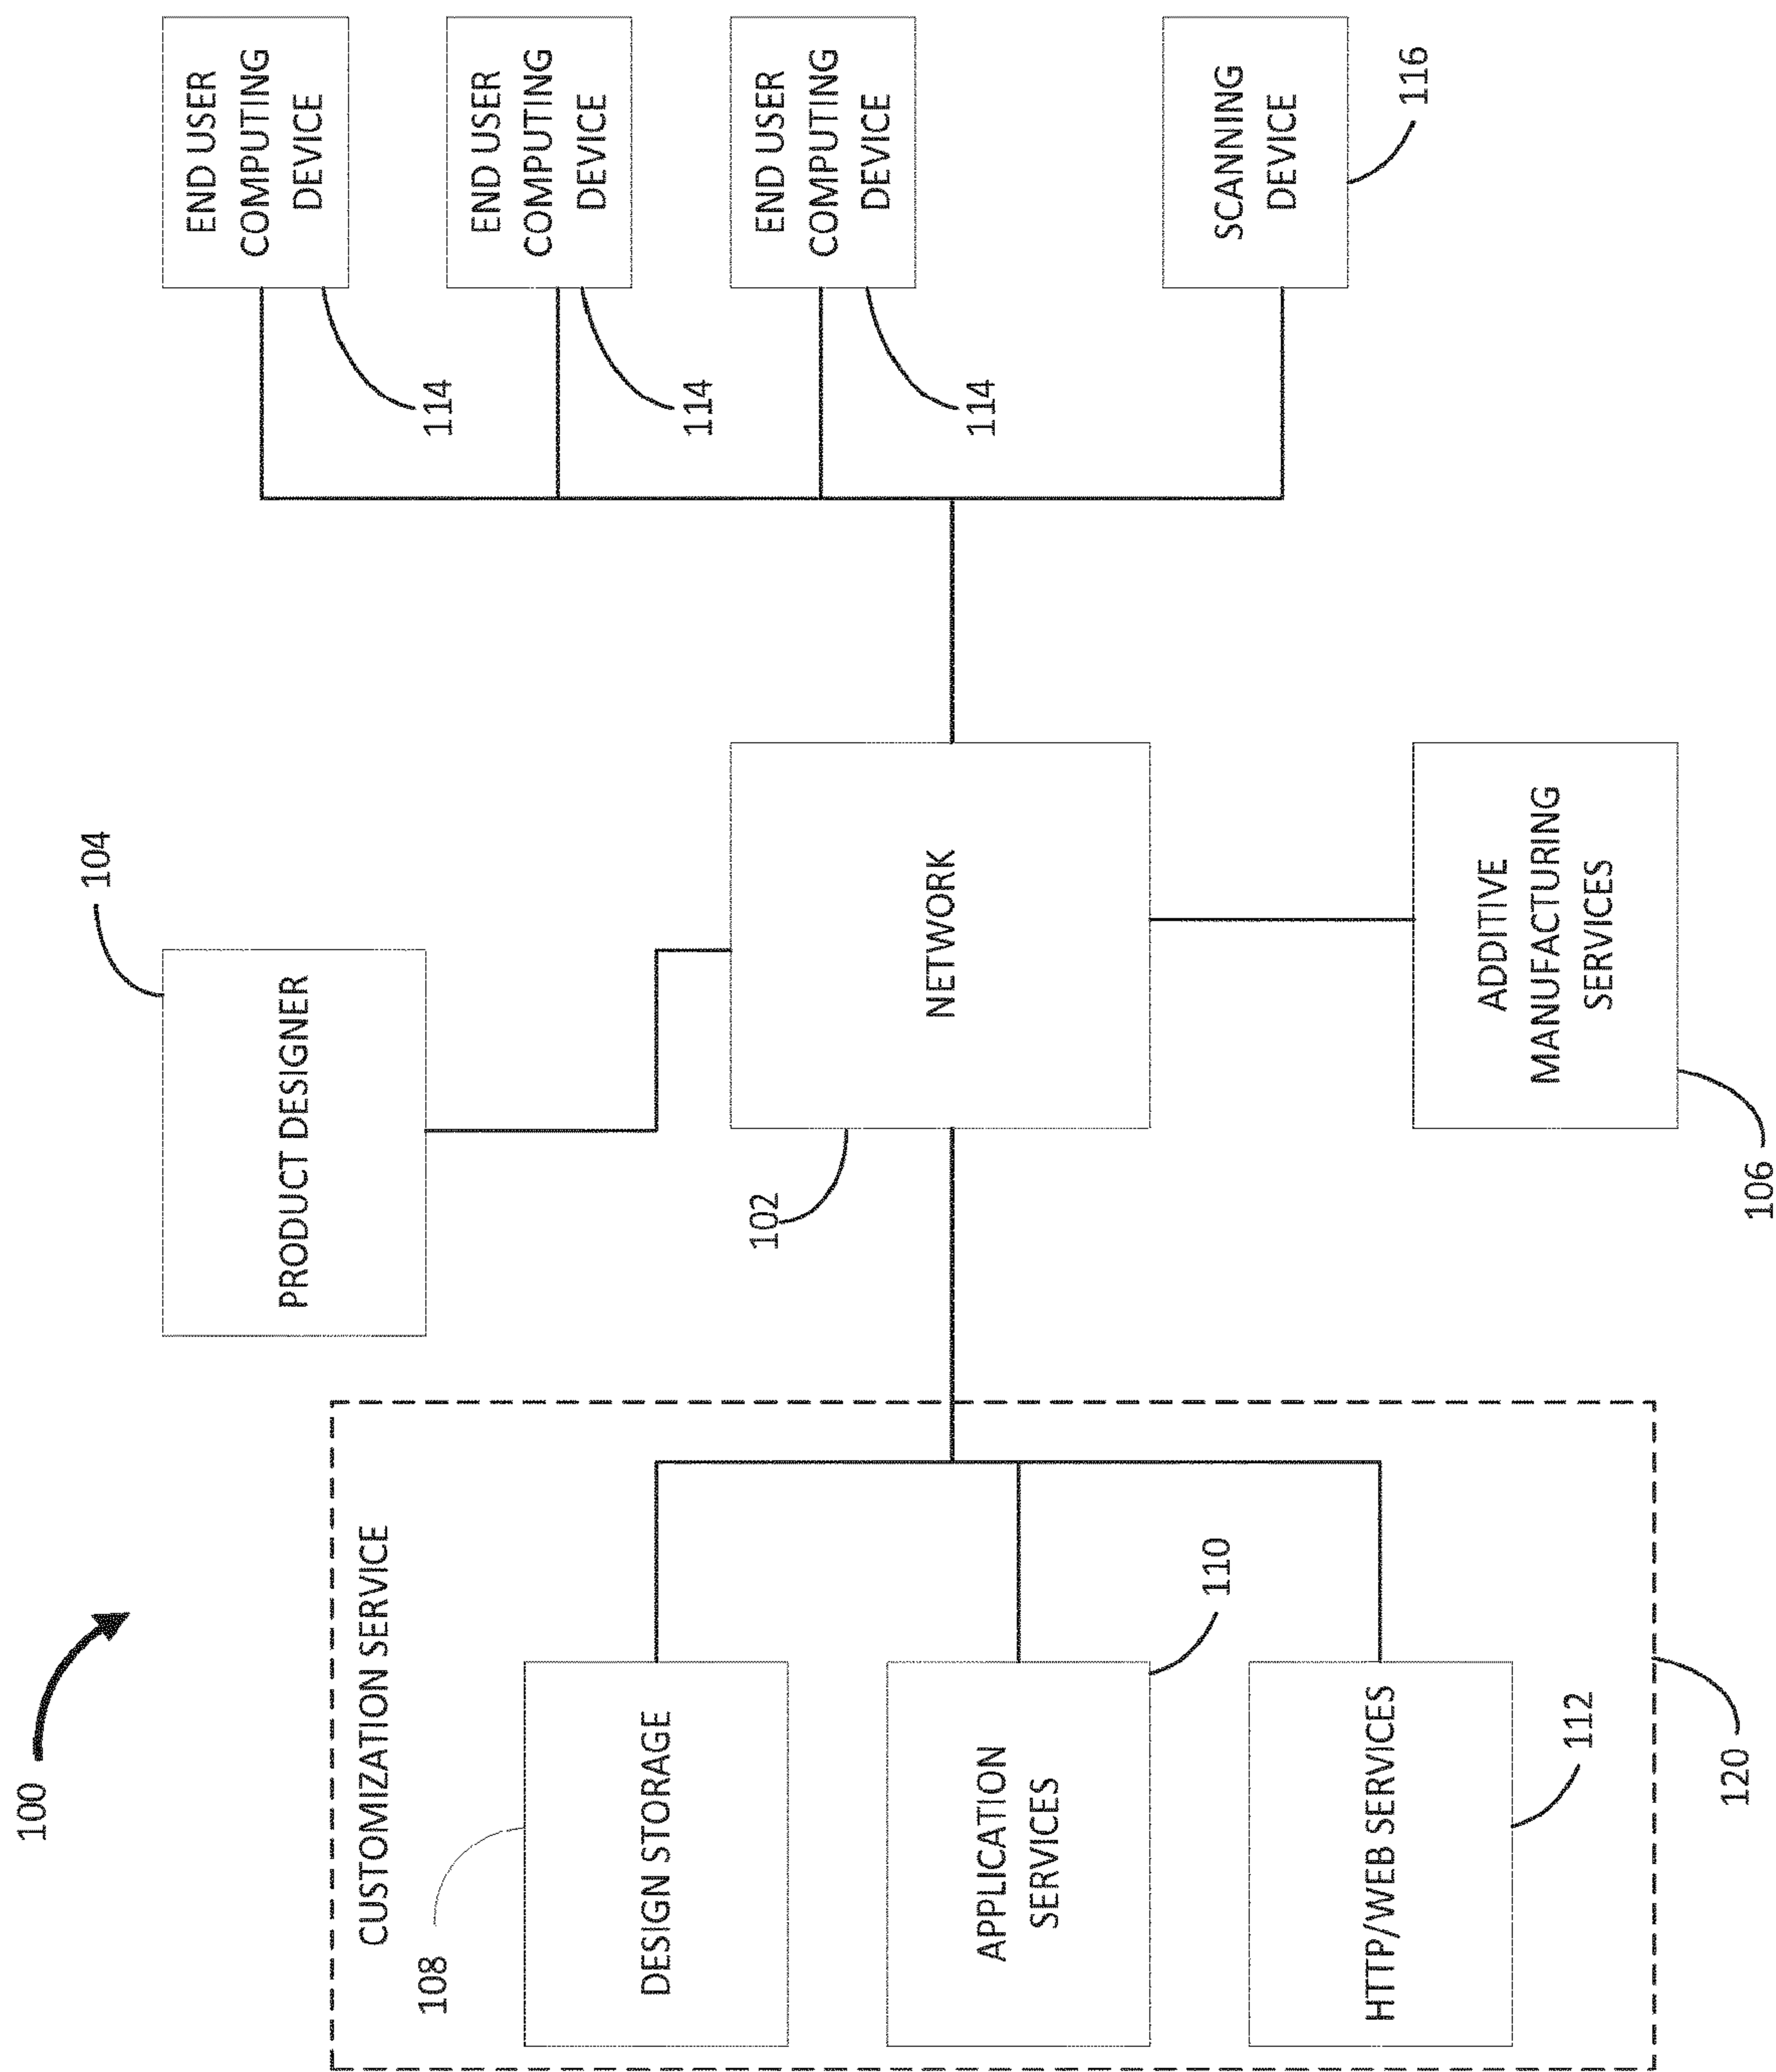 100
CUSTOMIZATION SERVICE
108
DESIGN STORAGE
APPLICATION
SERVICES
110
HTTP/WEB SERVICES
112
120
104
PRODUCT DESIGNER
NETWORK
102
ADDITIVE
MANUFACTURING
SERVICES
106
END USER
COMPUTING
DEVICE
114
END USER
COMPUTING
DEVICE
114
END USER
COMPUTING
DEVICE
114
SCANNING
DEVICE
116